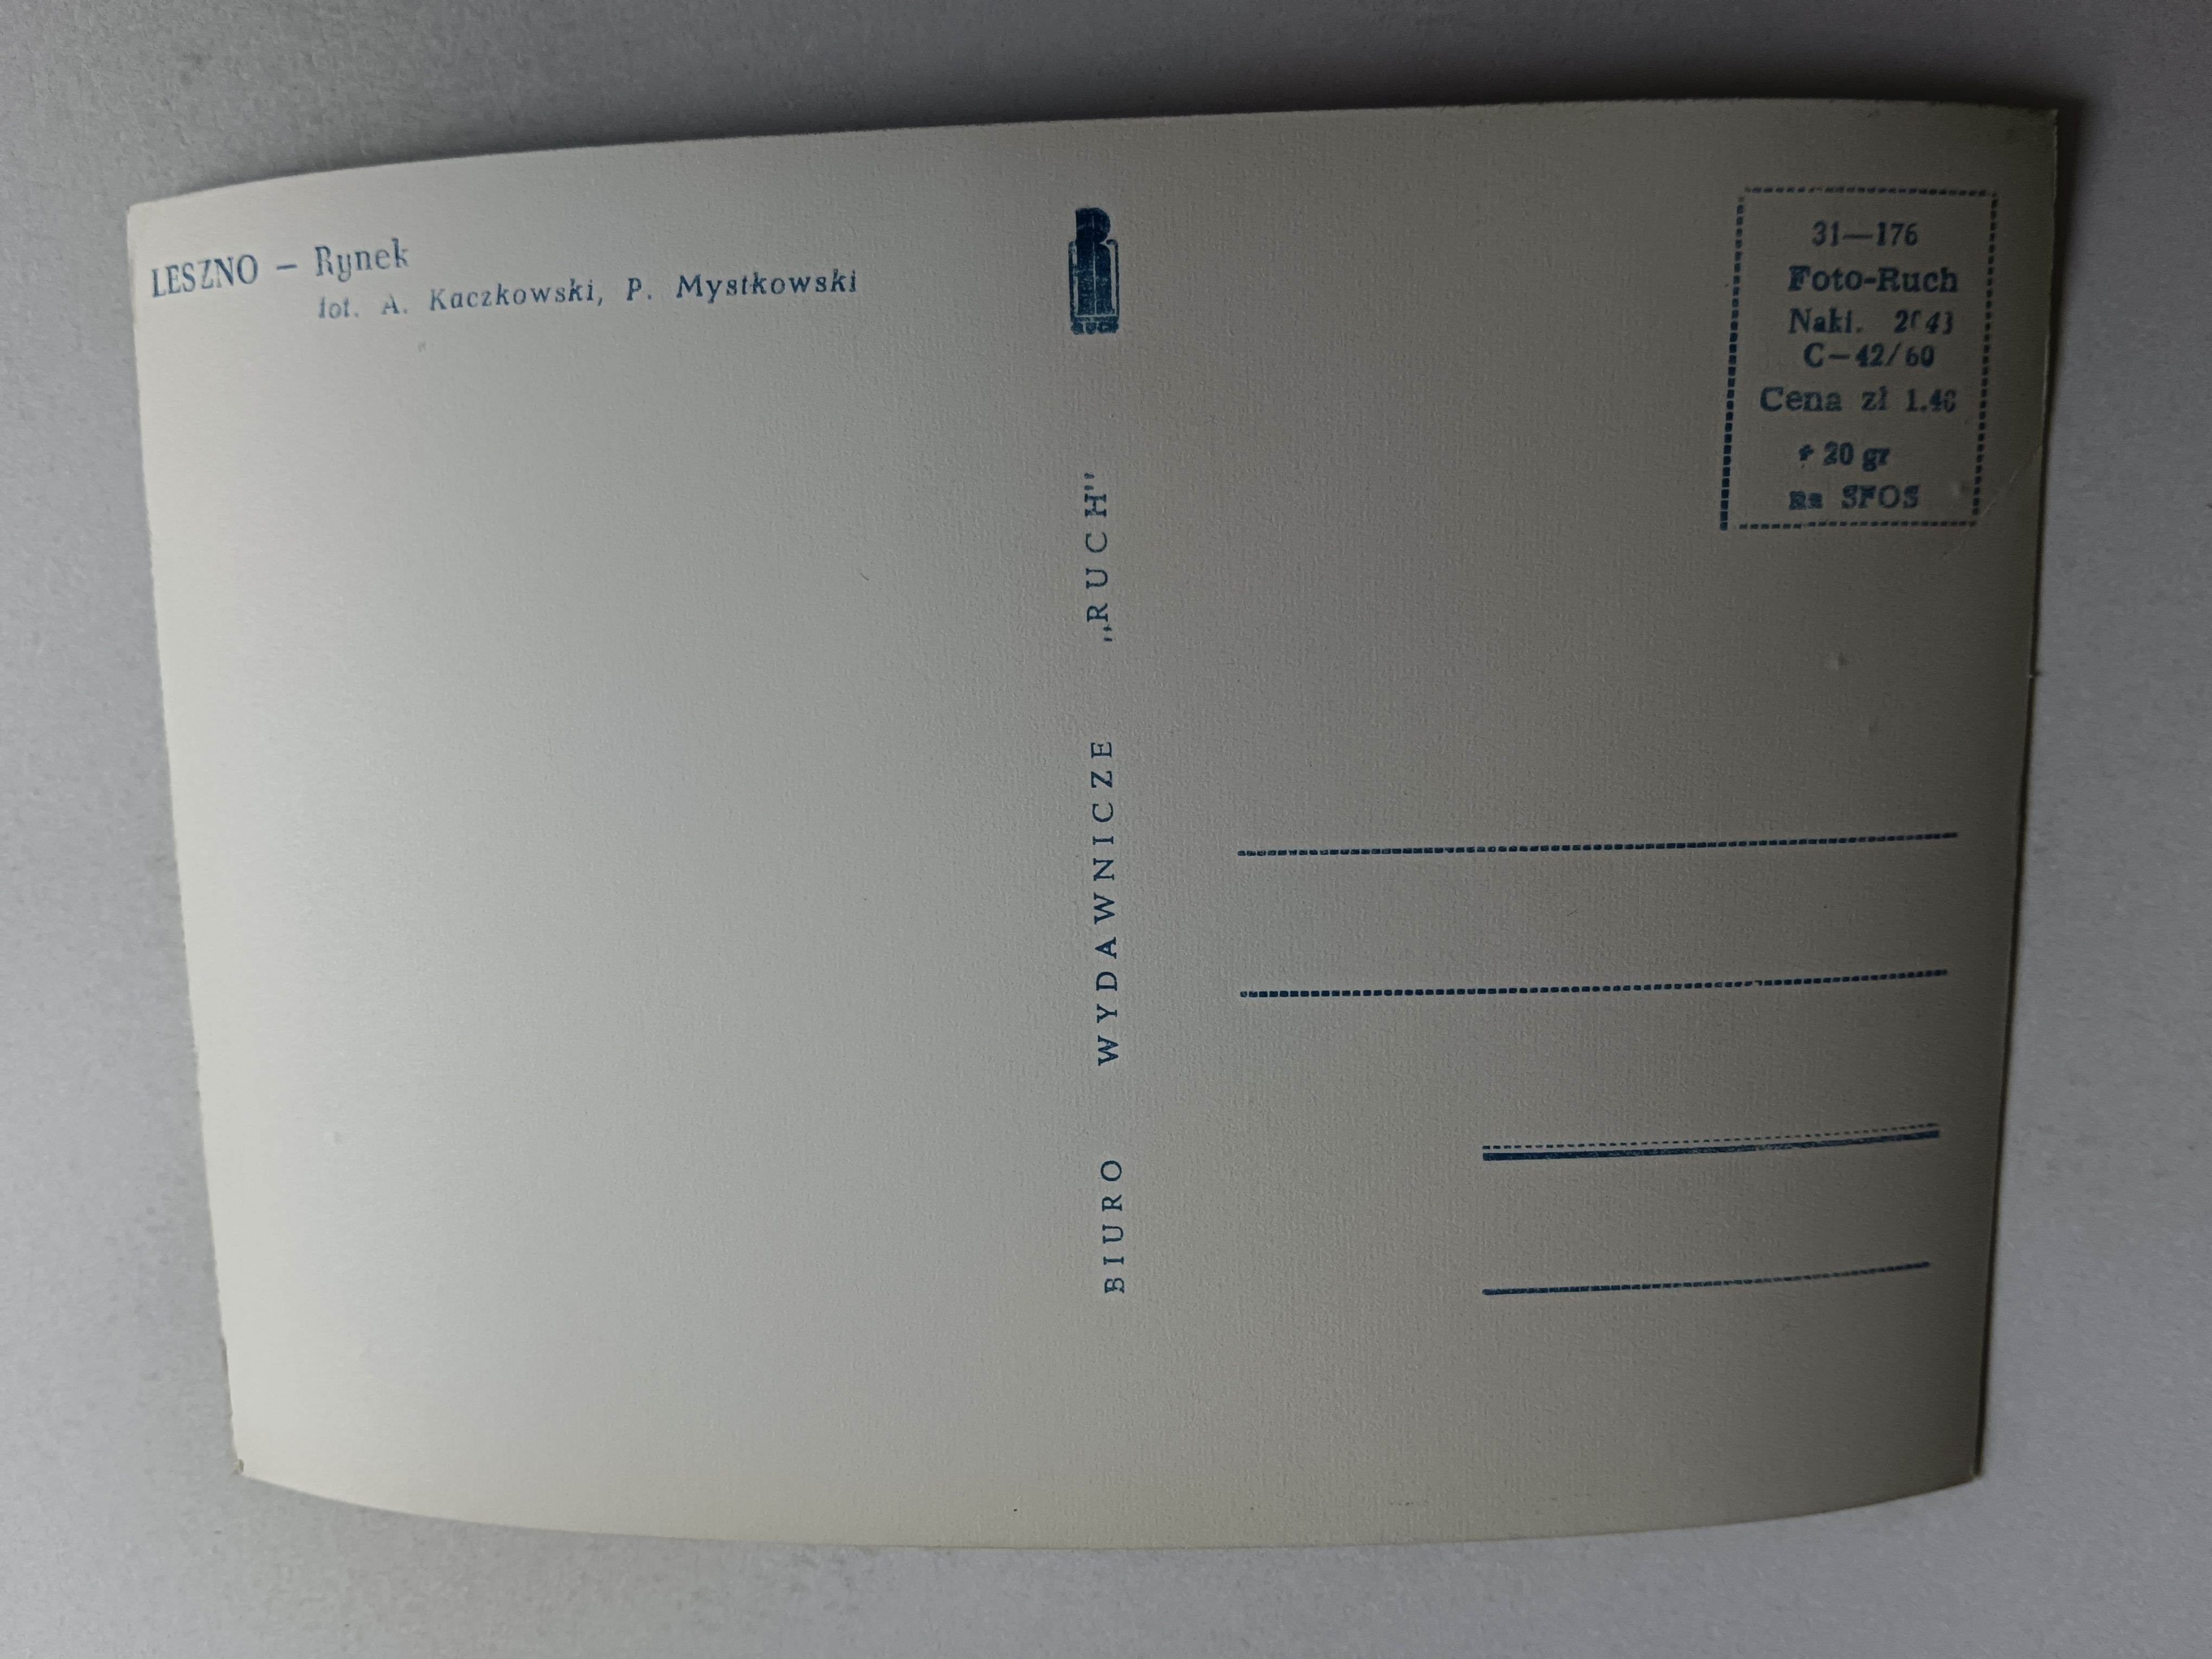 LESZNO — Rynek
fot. A. Kaczkowski, P. Mystkowski
RUCH
BIURO WYDAWNICZE „RUCH"
31—176
Foto-Ruch
Nakł.
C—42/60
Cena zł 1.40
+ 20 gr
na SFOS